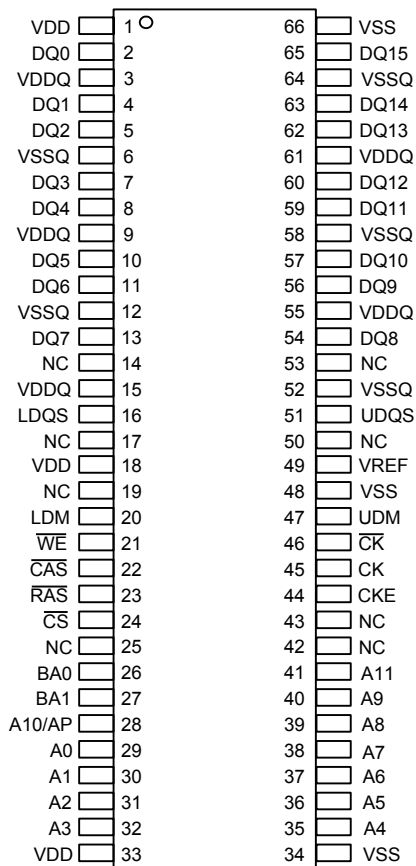 VDD 1 66 VSS
DQ0 2 65 DQ15
VDDQ 3 64 VSSQ
DQ1 4 63 DQ14
DQ2 5 62 DQ13
VSSQ 6 61 VDDQ
DQ3 7 60 DQ12
DQ4 8 59 DQ11
VDDQ 9 58 VSSQ
DQ5 10 57 DQ10
DQ6 11 56 DQ9
VSSQ 12 55 VDDQ
DQ7 13 54 DQ8
NC 14 53 NC
VDDQ 15 52 VSSQ
LDQS 16 51 UDQS
NC 17 50 NC
VDD 18 49 VREF
NC 19 48 VSS
LDM 20 47 UDM
W̅E̅ 21 46 C̅K̅
C̅A̅S̅ 22 45 CK
R̅A̅S̅ 23 44 CKE
C̅S̅ 24 43 NC
NC 25 42 NC
BA0 26 41 A11
BA1 27 40 A9
A10/AP 28 39 A8
A0 29 38 A7
A1 30 37 A6
A2 31 36 A5
A3 32 35 A4
VDD 33 34 VSS